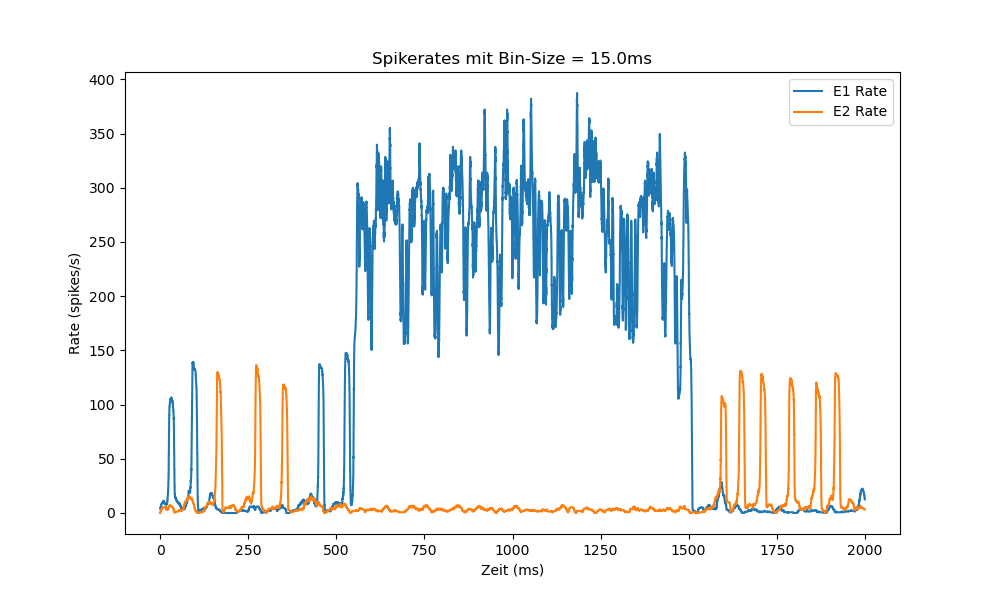 Spikerates mit Bin-Size = 15.0ms
400
350
300
250
200
150
100
50
0
Rate (spikes/s)
E1 Rate
E2 Rate
0 250 500 750 1000 1250 1500 1750 2000
Zeit (ms)